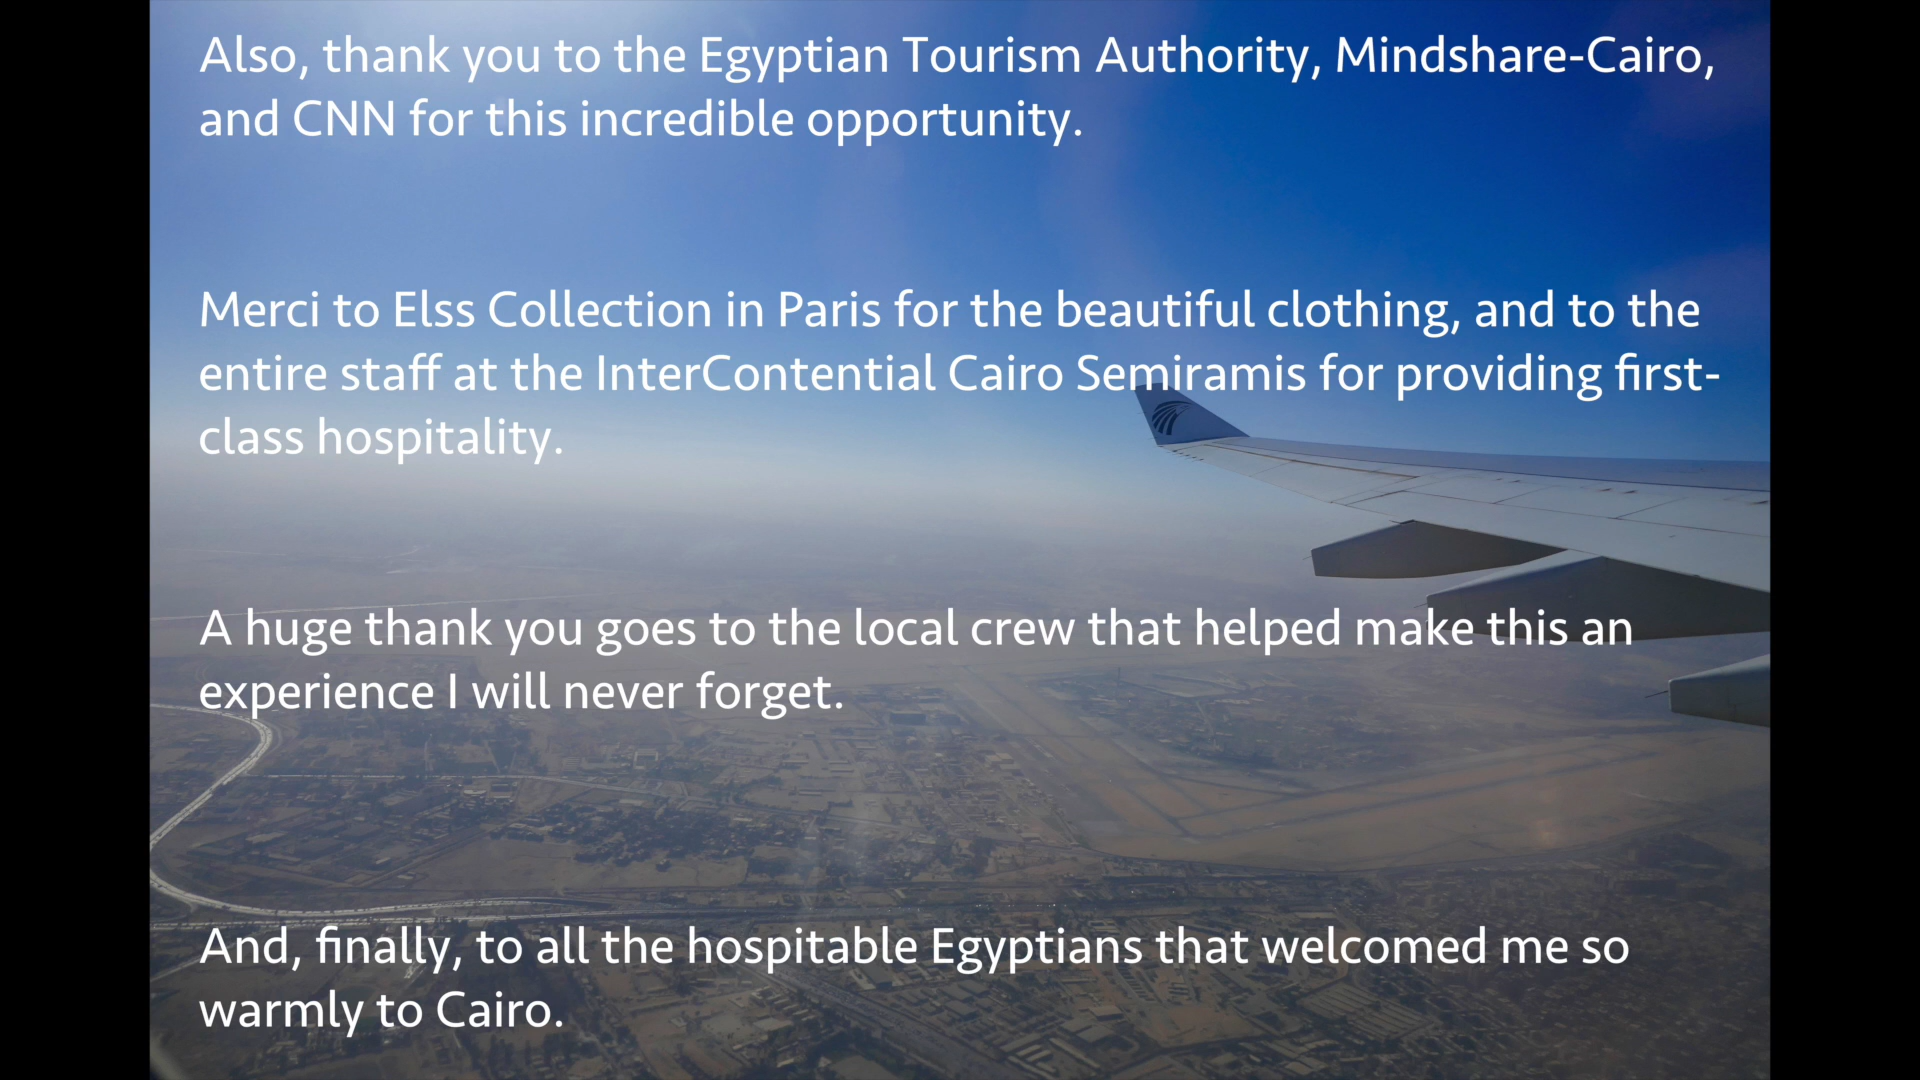 Also, thank you to the Egyptian Tourism Authority, Mindshare-Cairo,
and CNN for this incredible opportunity.
Merci to Elss Collection in Paris for the beautiful clothing, and to the
entire staff at the InterContential Cairo Semiramis for providing first-
class hospitality.
A huge thank you goes to the local crew that helped make this an
experience I will never forget.
And, finally, to all the hospitable Egyptians that welcomed me so
warmly to Cairo.